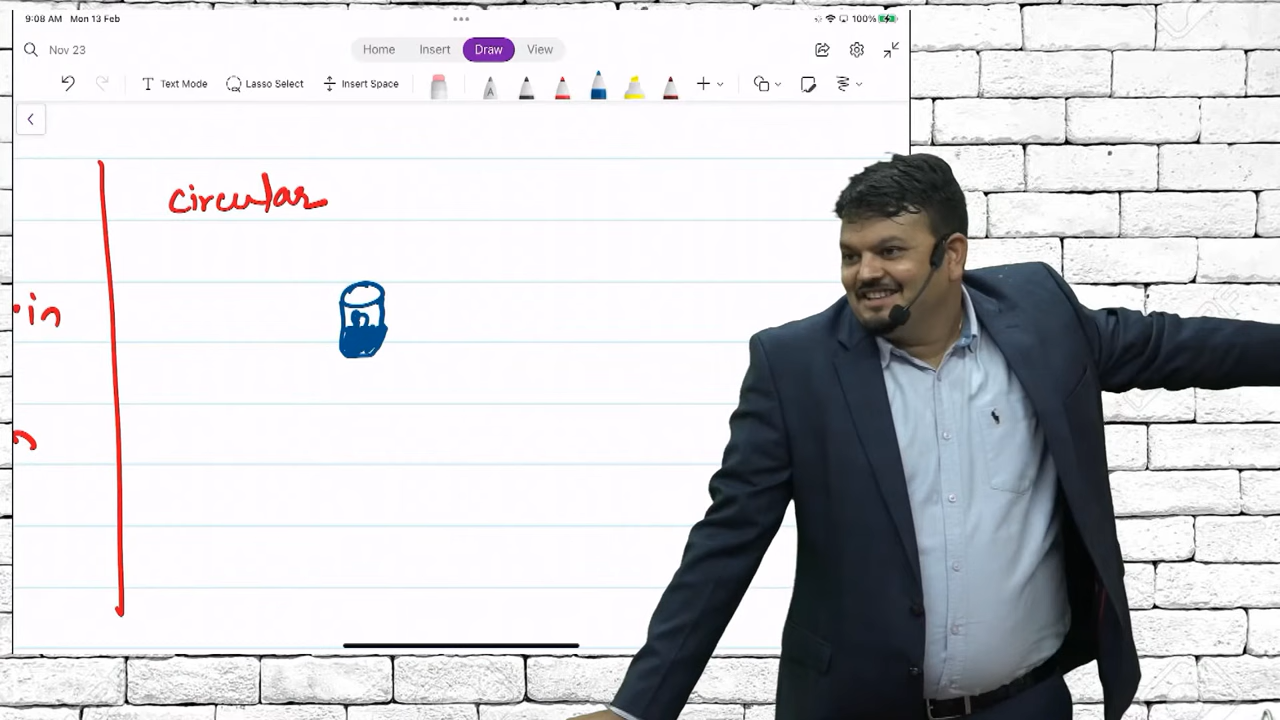 9:08 AM Mon 13 Feb
100%
Nov 23
Home Insert Draw View
Text Mode Lasso Select Insert Space
A
circular
in
n